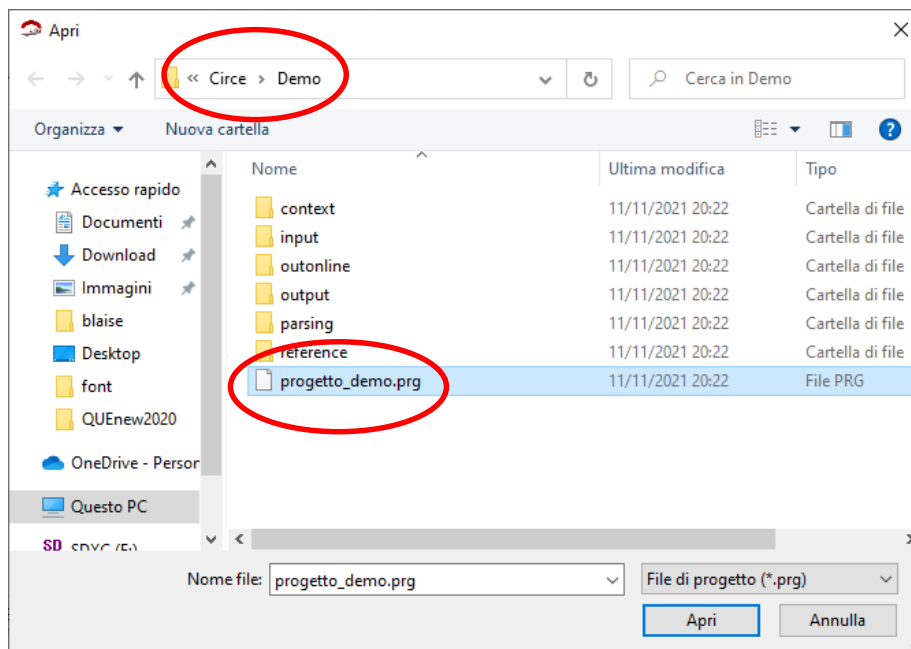 Apri
« Circe > Demo
Cerca in Demo
Organizza
Nuova cartella
Nome Ultima modifica Tipo
Accesso rapido
Documenti
Download
Immagini
blaise
Desktop
font
QUEnew2020
OneDrive - Person
Questo PC
SD SDXC (F:)
context 11/11/2021 20:22 Cartella di file
input 11/11/2021 20:22 Cartella di file
outonline 11/11/2021 20:22 Cartella di file
output 11/11/2021 20:22 Cartella di file
parsing 11/11/2021 20:22 Cartella di file
reference 11/11/2021 20:22 Cartella di file
progetto_demo.prg 11/11/2021 20:22 File PRG
Nome file: progetto_demo.prg File di progetto (*.prg)
Apri Annulla